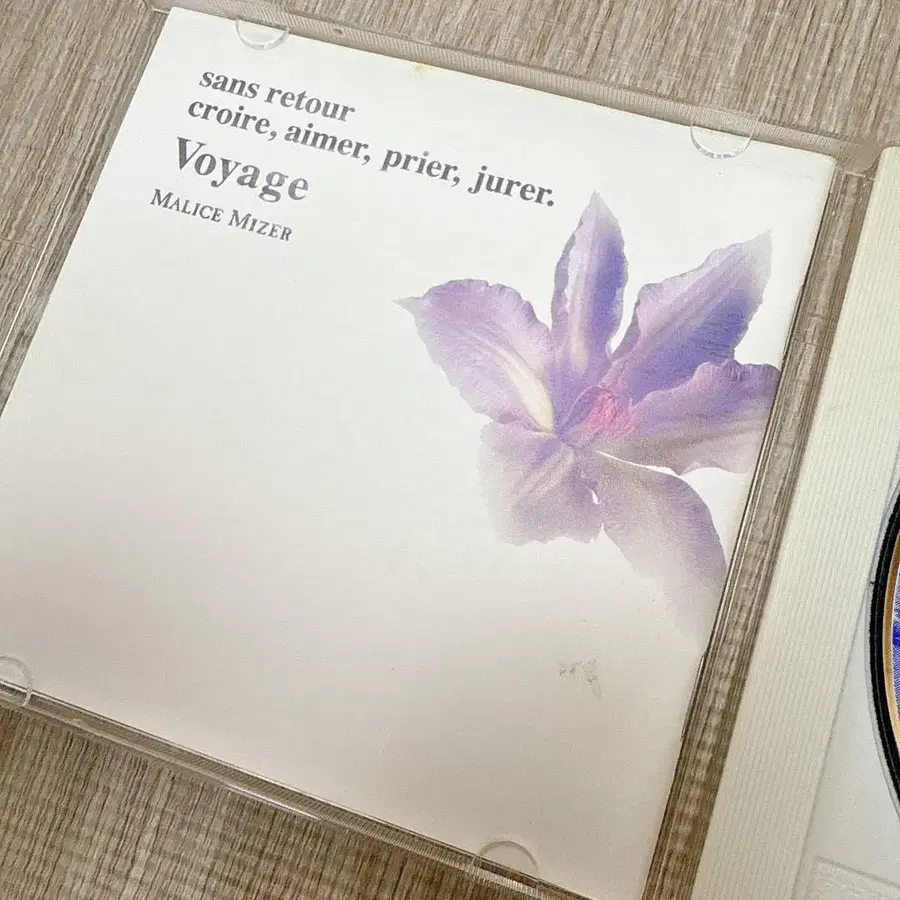 sans retour
croire, aimer, prier, jurer.
Voyage
MALICE MIZER